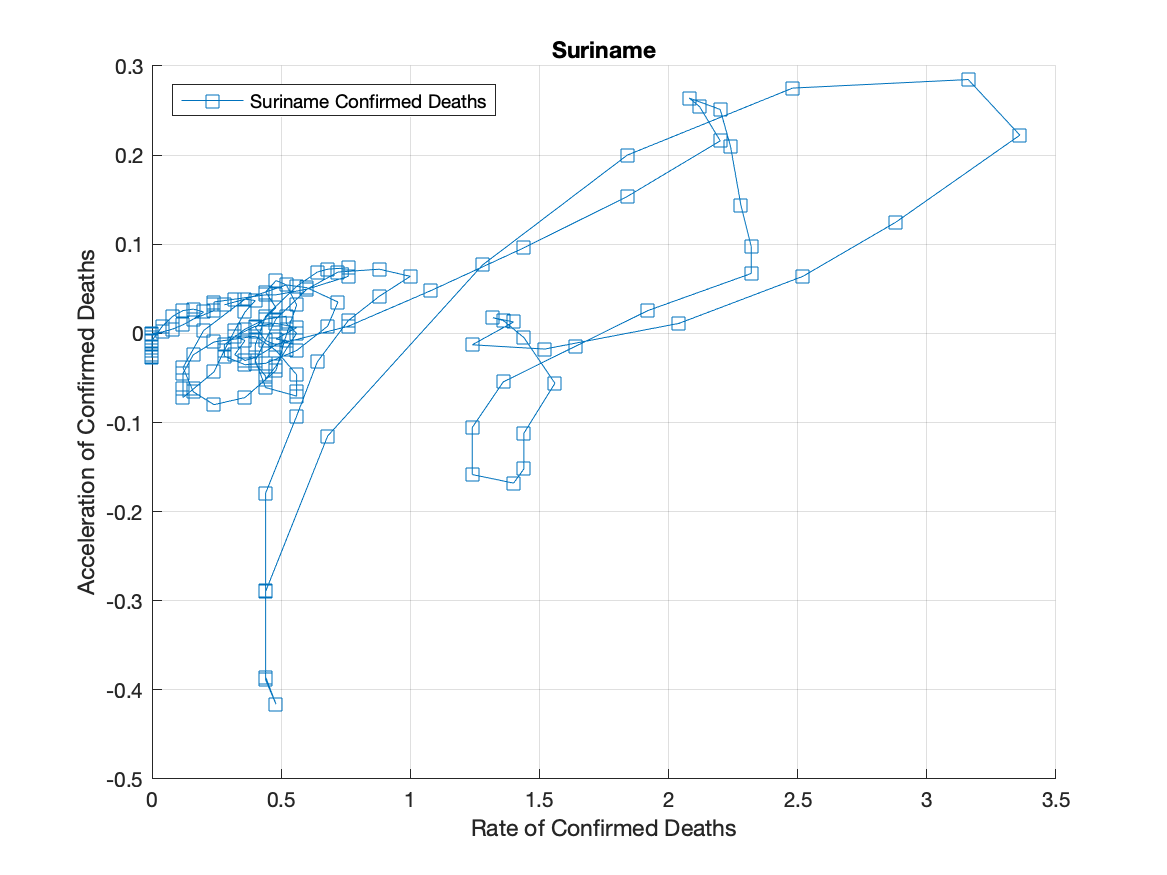 Suriname
Suriname Confirmed Deaths
Acceleration of Confirmed Deaths
0.3
0.2
0.1
0
-0.1
-0.2
-0.3
-0.4
-0.5
0 0.5 1 1.5 2 2.5 3 3.5
Rate of Confirmed Deaths